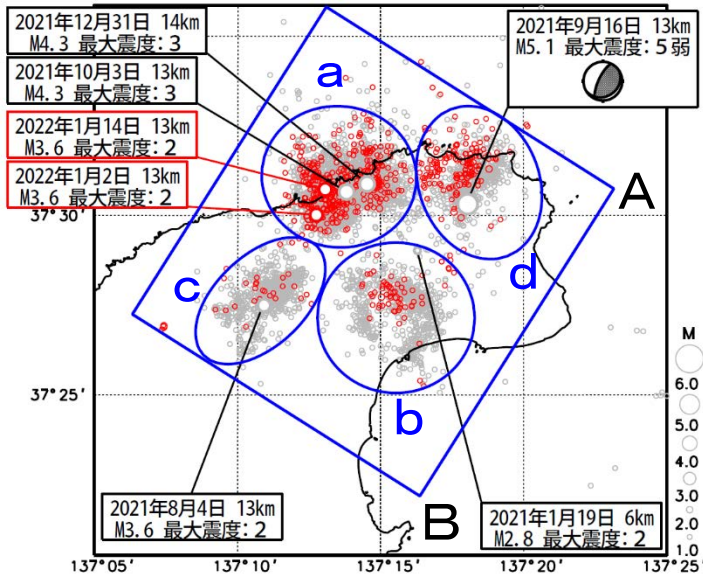 2021年12月31日 14km
M4.3 最大震度：3
2021年10月3日 13km
M4.3 最大震度：3
2022年1月14日 13km
M3.6 最大震度：2
2022年1月2日 13km
M3.6 最大震度：2
2021年9月16日 13km
M5.1 最大震度：5弱
a
A
37°30′
d
c
M
6.0
5.0
4.0
3.0
2.0
1.0
37°25′
b
2021年8月4日 13km
M3.6 最大震度：2
B
2021年1月19日 6km
M2.8 最大震度：2
137°05′
137°10′
137°15′
137°20′
137°25′